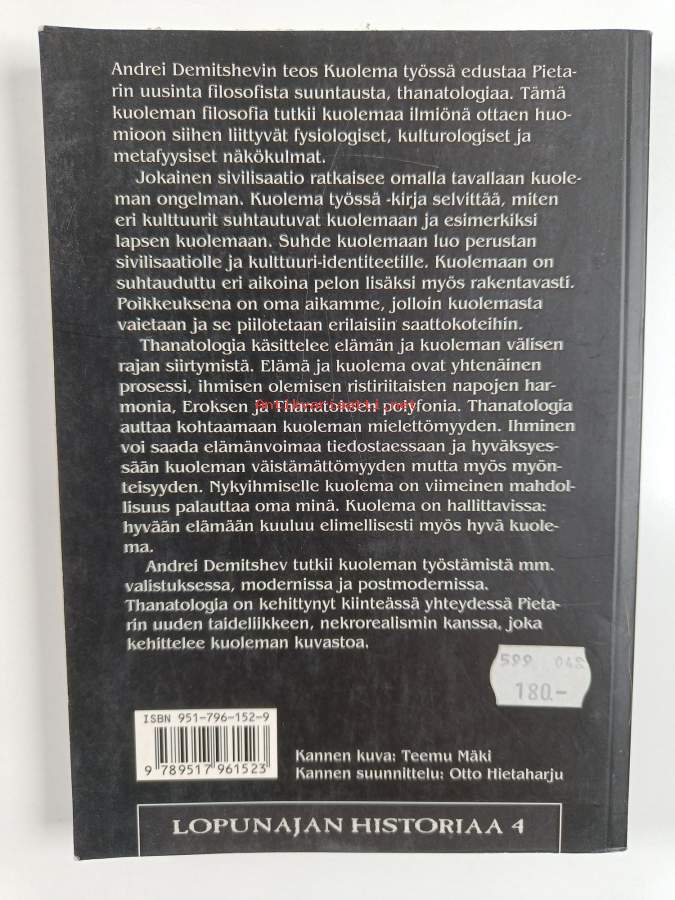 Andrei Demitshevin teos Kuolema työssä edustaa Pieta-
rin uusinta filosofista suuntausta, thanatologiaa. Tämä
kuoleman filosofia tutkii kuolemaa ilmiönä ottaen huo-
mioon siihen liittyvät fysiologiset, kulturologiset ja
metafyysiset näkökulmat.
Jokainen sivilisaatio ratkaisee omalla tavallaan kuole-
man ongelman. Kuolema työssä -kirja selvittää, miten
eri kulttuurit suhtautuvat kuolemaan ja esimerkiksi
lapsen kuolemaan. Suhde kuolemaan luo perustan
sivilisaatiolle ja kulttuuri-identiteetille. Kuolemaan on
suhtauduttu eri aikoina pelon lisäksi myös rakentavasti.
Poikkeuksena on oma aikamme, jolloin kuolemasta
vaietaan ja se piilotetaan erilaisiin saattokoteihin.
Thanatologia käsittelee elämän ja kuoleman välisen
rajan siirtymistä. Elämä ja kuolema ovat yhtenäinen
prosessi, ihmisen olemisen ristiriitaisten napojen har-
monia, Eroksen ja Thanatoksen polyfonia. Thanatologia
Antikvariaatti.net
auttaa kohtaamaan kuoleman mielettömyyden. Ihminen
voi saada elämänvoimaa tiedostaessaan ja hyväksyes-
sään kuoleman väistämättömyyden mutta myös myön-
teisyyden. Nykyihmiselle kuolema on viimeinen mahdol-
lisuus palauttaa oma minä. Kuolema on hallittavissa:
hyvään elämään kuuluu elimellisesti myös hyvä kuole-
ma.
Andrei Demitshev tutkii kuoleman työstämistä mm.
valistuksessa, modernissa ja postmodernissa.
Thanatologia on kehittynyt kiinteässä yhteydessä Pieta-
rin uuden taideliikkeen, nekrorealismin kanssa, joka
kehittelee kuoleman kuvastoa.
599 042
180.-
ISBN 951-796-152-9
9 789517 961523
Kannen kuva: Teemu Mäki
Kannen suunnittelu: Otto Hietaharju
LOPUNAJAN HISTORIAA 4